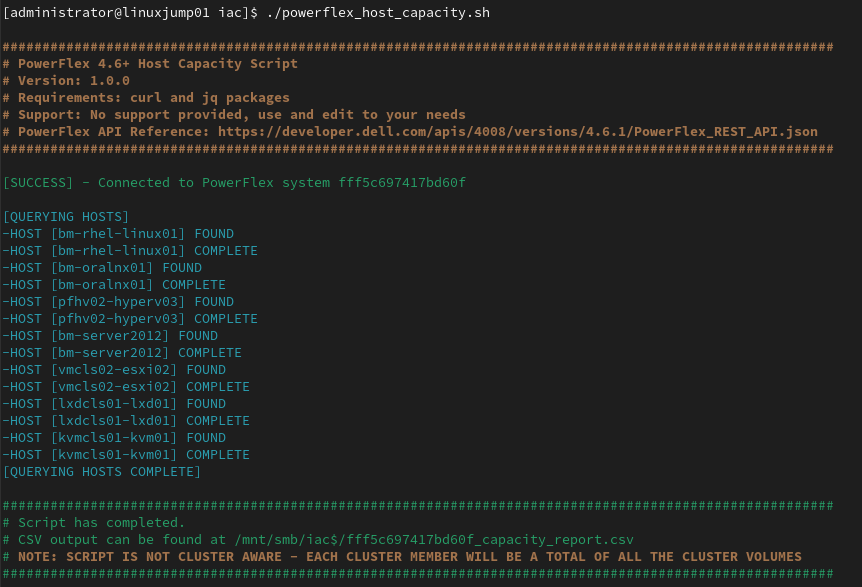 [administrator@linuxjump01 iac]$ ./powerflex_host_capacity.sh
########################################################################################################
# PowerFlex 4.6+ Host Capacity Script
# Version: 1.0.0
# Requirements: curl and jq packages
# Support: No support provided, use and edit to your needs
# PowerFlex API Reference: https://developer.dell.com/apis/4008/versions/4.6.1/PowerFlex_REST_API.json
########################################################################################################
[SUCCESS] - Connected to PowerFlex system fff5c697417bd60f
[QUERYING HOSTS]
-HOST [bm-rhel-linux01] FOUND
-HOST [bm-rhel-linux01] COMPLETE
-HOST [bm-oralnx01] FOUND
-HOST [bm-oralnx01] COMPLETE
-HOST [pfhv02-hyperv03] FOUND
-HOST [pfhv02-hyperv03] COMPLETE
-HOST [bm-server2012] FOUND
-HOST [bm-server2012] COMPLETE
-HOST [vmcls02-esxi02] FOUND
-HOST [vmcls02-esxi02] COMPLETE
-HOST [lxdcls01-lxd01] FOUND
-HOST [lxdcls01-lxd01] COMPLETE
-HOST [kvmcls01-kvm01] FOUND
-HOST [kvmcls01-kvm01] COMPLETE
[QUERYING HOSTS COMPLETE]
########################################################################################################
# Script has completed.
# CSV output can be found at /mnt/smb/iac$/fff5c697417bd60f_capacity_report.csv
# NOTE: SCRIPT IS NOT CLUSTER AWARE - EACH CLUSTER MEMBER WILL BE A TOTAL OF ALL THE CLUSTER VOLUMES
########################################################################################################